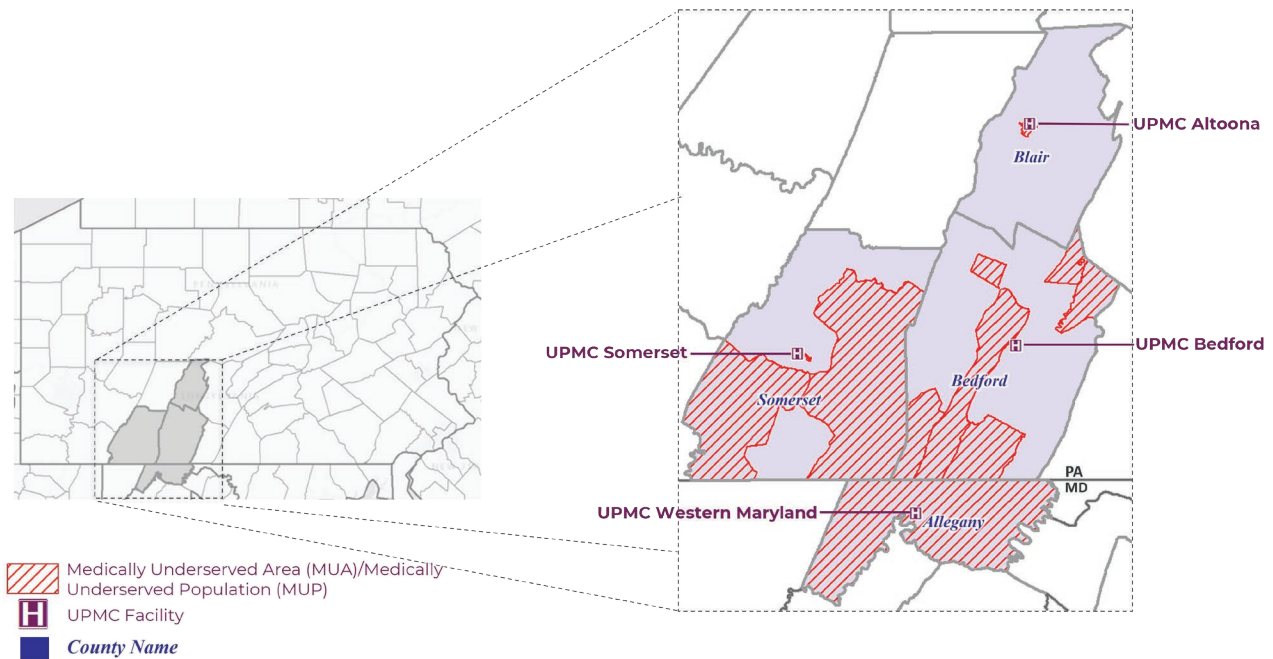 UPMC Altoona
Blair
PENNSYLVANIA
UPMC Somerset
UPMC Bedford
Bedford
Somerset
PA
MD
UPMC Western Maryland
Allegany
Medically Underserved Area (MUA)/Medically
Underserved Population (MUP)
H UPMC Facility
County Name